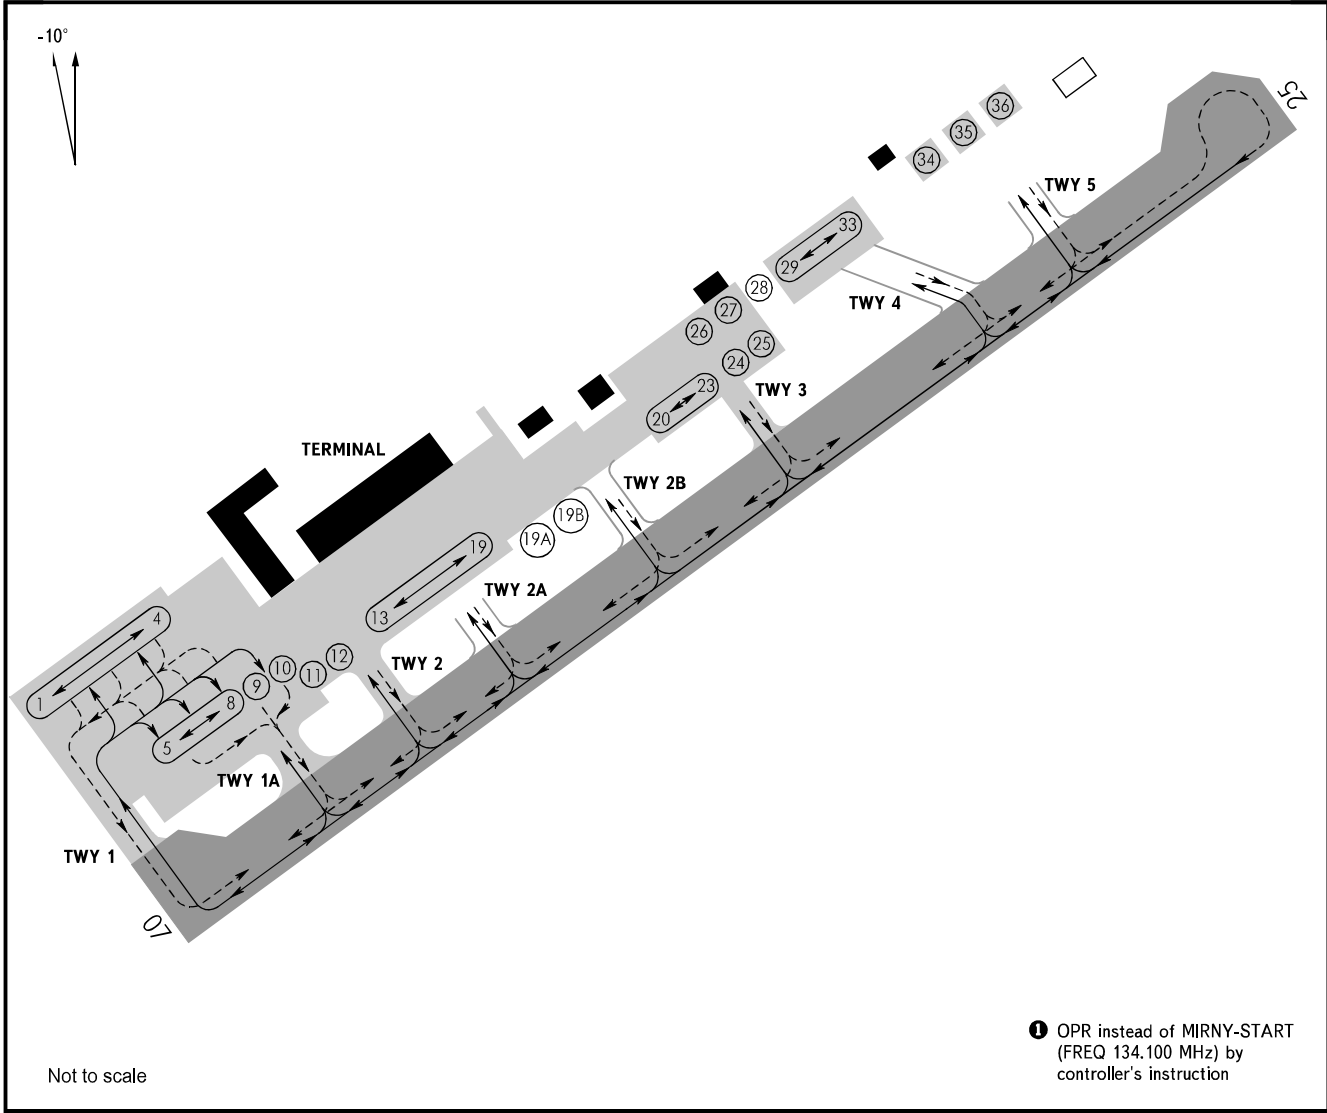 -10°
25
36
35
34
TWY 5
33
29
28
TWY 4
27
26
25
24
23
20
TWY 3
TERMINAL
TWY 2B
19B
19A
19
13
TWY 2A
4
1
12
11
10
9
8
5
TWY 2
TWY 1A
TWY 1
07
1 OPR instead of MIRNY-START
(FREQ 134.100 MHz) by
controller's instruction
Not to scale